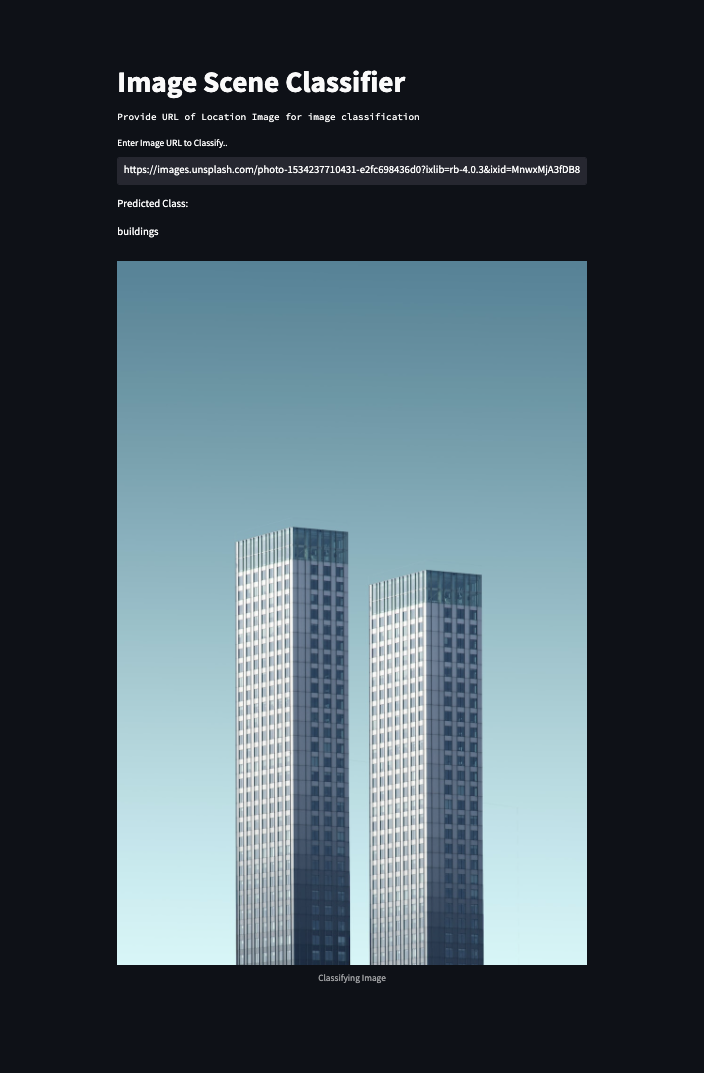 Image Scene Classifier
Provide URL of Location Image for image classification
Enter Image URL to Classify..
https://images.unsplash.com/photo-1534237710431-e2fc698436d0?ixlib=rb-4.0.3&ixid=MnwxMjA3fDB8
Predicted Class:
buildings
Classifying Image